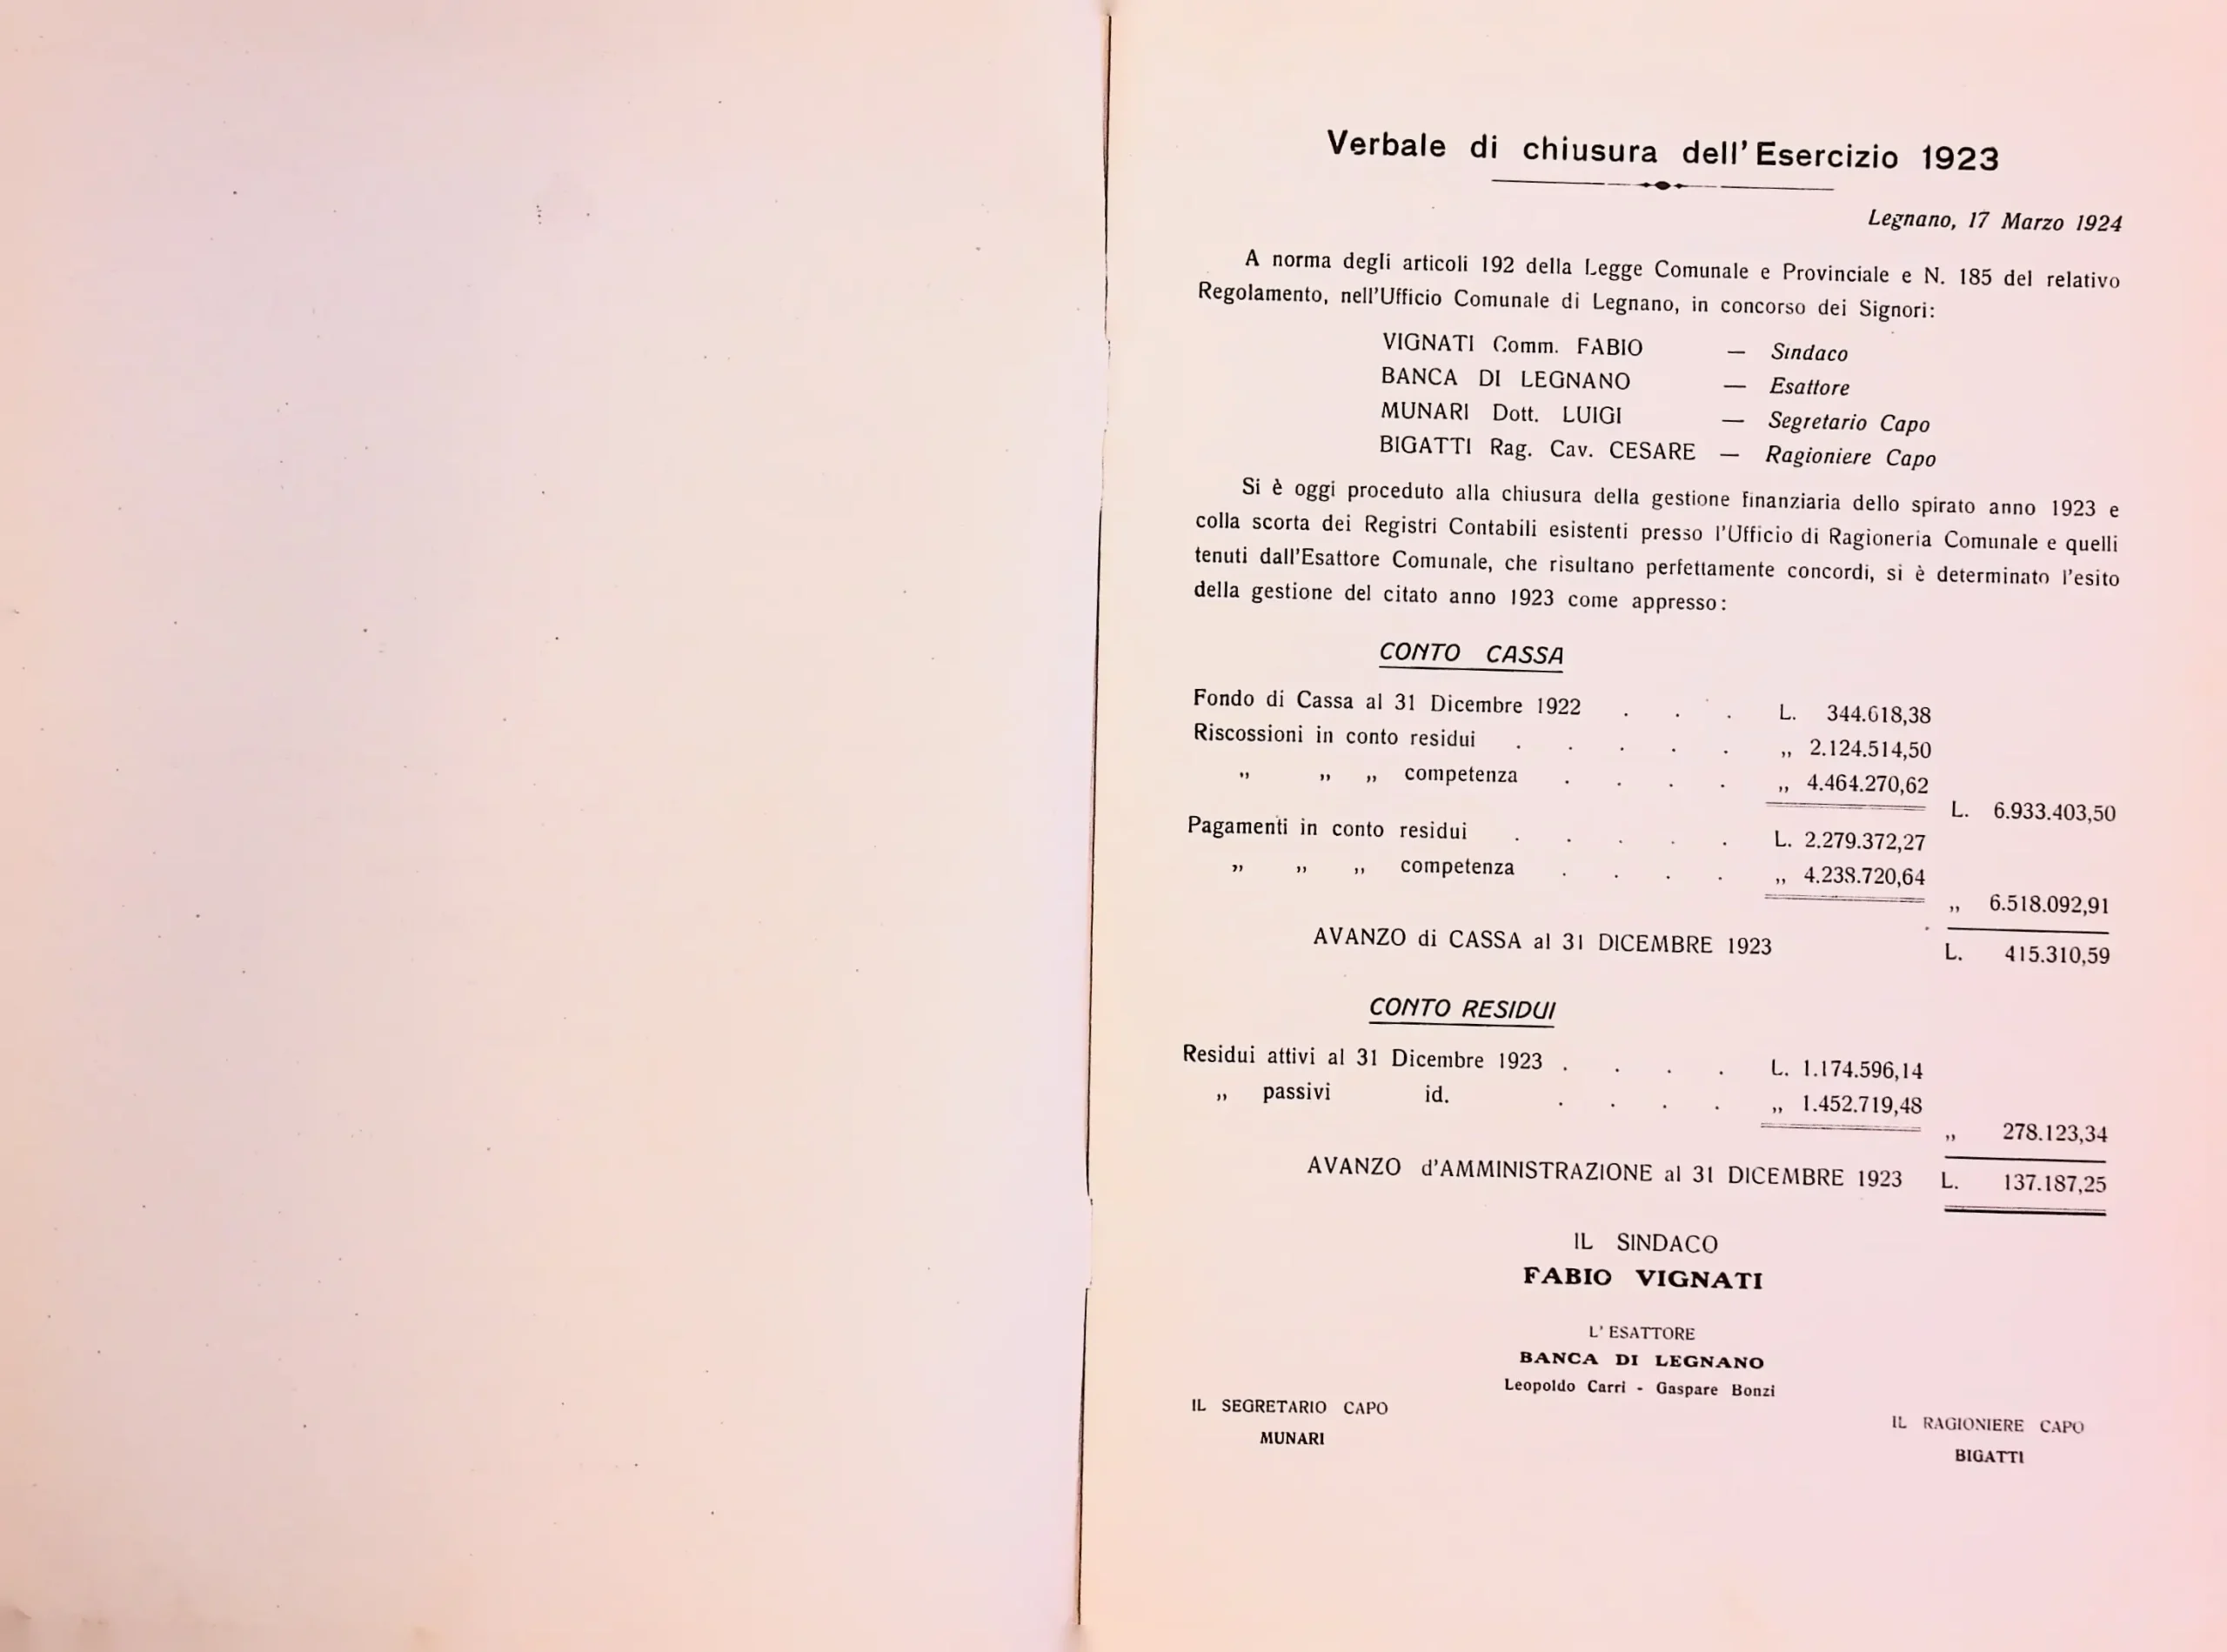 Verbale di chiusura dell'Esercizio 1923
Legnano, 17 Marzo 1924
A norma degli articoli 192 della Legge Comunale e Provinciale e N. 185 del relativo
Regolamento, nell'Ufficio Comunale di Legnano, in concorso dei Signori:
VIGNATI Comm. FABIO — Sindaco
BANCA DI LEGNANO — Esattore
MUNARI Dott. LUIGI — Segretario Capo
BIGATTI Rag. Cav. CESARE — Ragioniere Capo
Si è oggi proceduto alla chiusura della gestione finanziaria dello spirato anno 1923 e
colla scorta dei Registri Contabili esistenti presso l'Ufficio di Ragioneria Comunale e quelli
tenuti dall'Esattore Comunale, che risultano perfettamente concordi, si è determinato l'esito
della gestione del citato anno 1923 come appresso:
CONTO CASSA
Fondo di Cassa al 31 Dicembre 1922 . . . L. 344.618,38
Riscossioni in conto residui . . . . . „ 2.124.514,50
„ „ „ competenza . . . . „ 4.464.270,62
L. 6.933.403,50
Pagamenti in conto residui . . . . . L. 2.279.372,27
„ „ „ competenza . . . . „ 4.238.720,64
„ 6.518.092,91
AVANZO di CASSA al 31 DICEMBRE 1923 L. 415.310,59
CONTO RESIDUI
Residui attivi al 31 Dicembre 1923 . . . . L. 1.174.596,14
„ passivi id. . . . . „ 1.452.719,48
„ 278.123,34
AVANZO d'AMMINISTRAZIONE al 31 DICEMBRE 1923 L. 137.187,25
IL SINDACO
FABIO VIGNATI
L'ESATTORE
BANCA DI LEGNANO
Leopoldo Carri - Gaspare Bonzi
IL SEGRETARIO CAPO
MUNARI
IL RAGIONIERE CAPO
BIGATTI